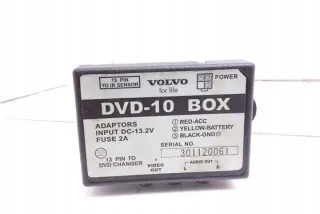 15 PIN
TO IR SENSOR
VOLVO
for life
POWER
DVD-10 BOX
ADAPTORS
INPUT DC-13.2V
FUSE 2A
① RED-ACC
② YELLOW-BATTERY
③ BLACK-GND
SERIAL NO.
301120061
13 PIN TO
DVD CHANGER
VIDEO
OUT
AUDIO OUT
L R